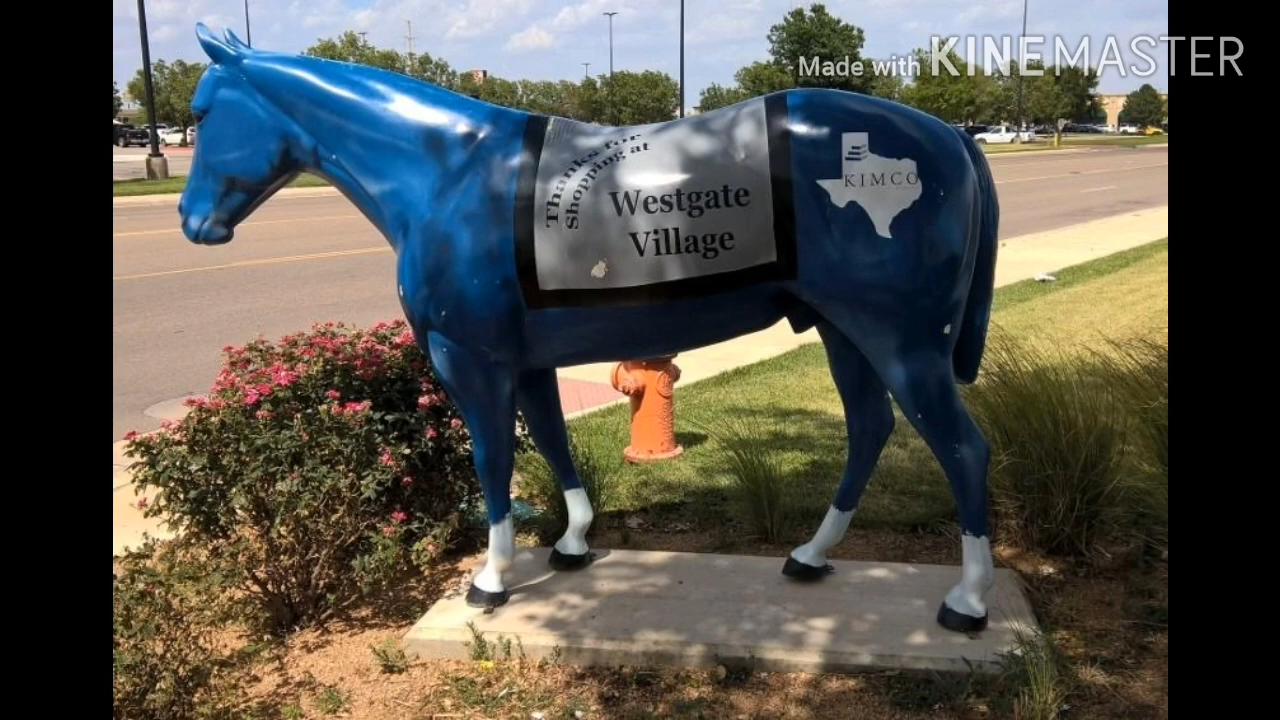 Made with KINEMASTER
Thanks for
Shopping at
Westgate
Village
KIMCO